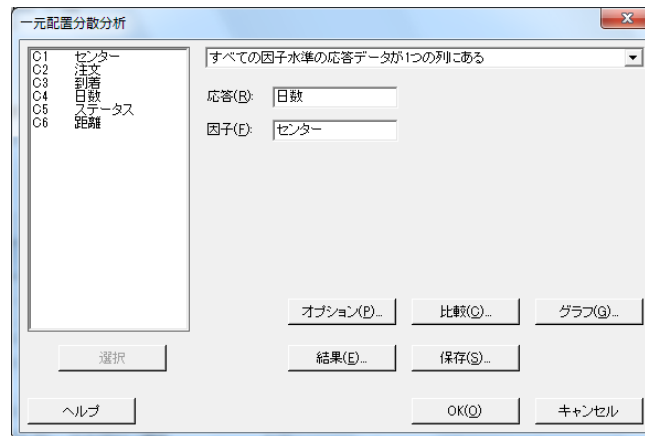 一元配置分散分析
C1 センター
C2 注文
C3 到着
C4 日数
C5 ステータス
C6 距離
すべての因子水準の応答データが1つの列にある
応答(R): 日数
因子(F): センター
オプション(P)... 比較(C)... グラフ(G)...
選択 結果(E)... 保存(S)...
ヘルプ OK(O) キャンセル